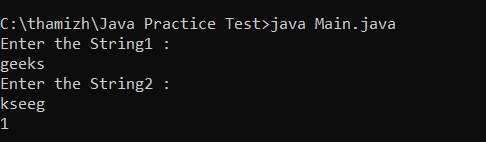 C:\thamizh\Java Practice Test>java Main.java
Enter the String1 :
geeks
Enter the String2 :
kseeg
1